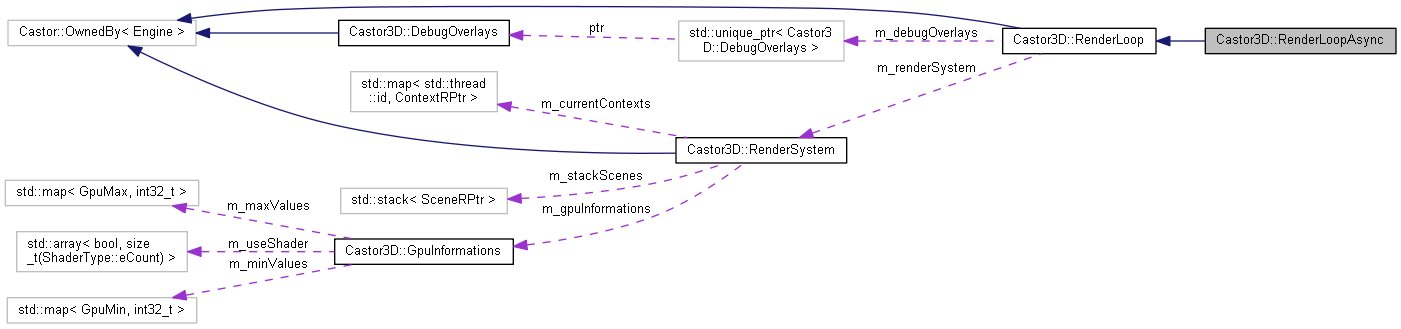 Castor::OwnedBy< Engine >
Castor3D::DebugOverlays
ptr
std::unique_ptr< Castor3
D::DebugOverlays >
m_debugOverlays
Castor3D::RenderLoop
Castor3D::RenderLoopAsync
m_renderSystem
std::map< std::thread
::id, ContextRPtr >
m_currentContexts
Castor3D::RenderSystem
m_stackScenes
std::stack< SceneRPtr >
m_gpuInformations
std::map< GpuMax, int32_t >
m_maxValues
std::array< bool, size
_t(ShaderType::eCount) >
m_useShader
Castor3D::GpuInformations
m_minValues
std::map< GpuMin, int32_t >